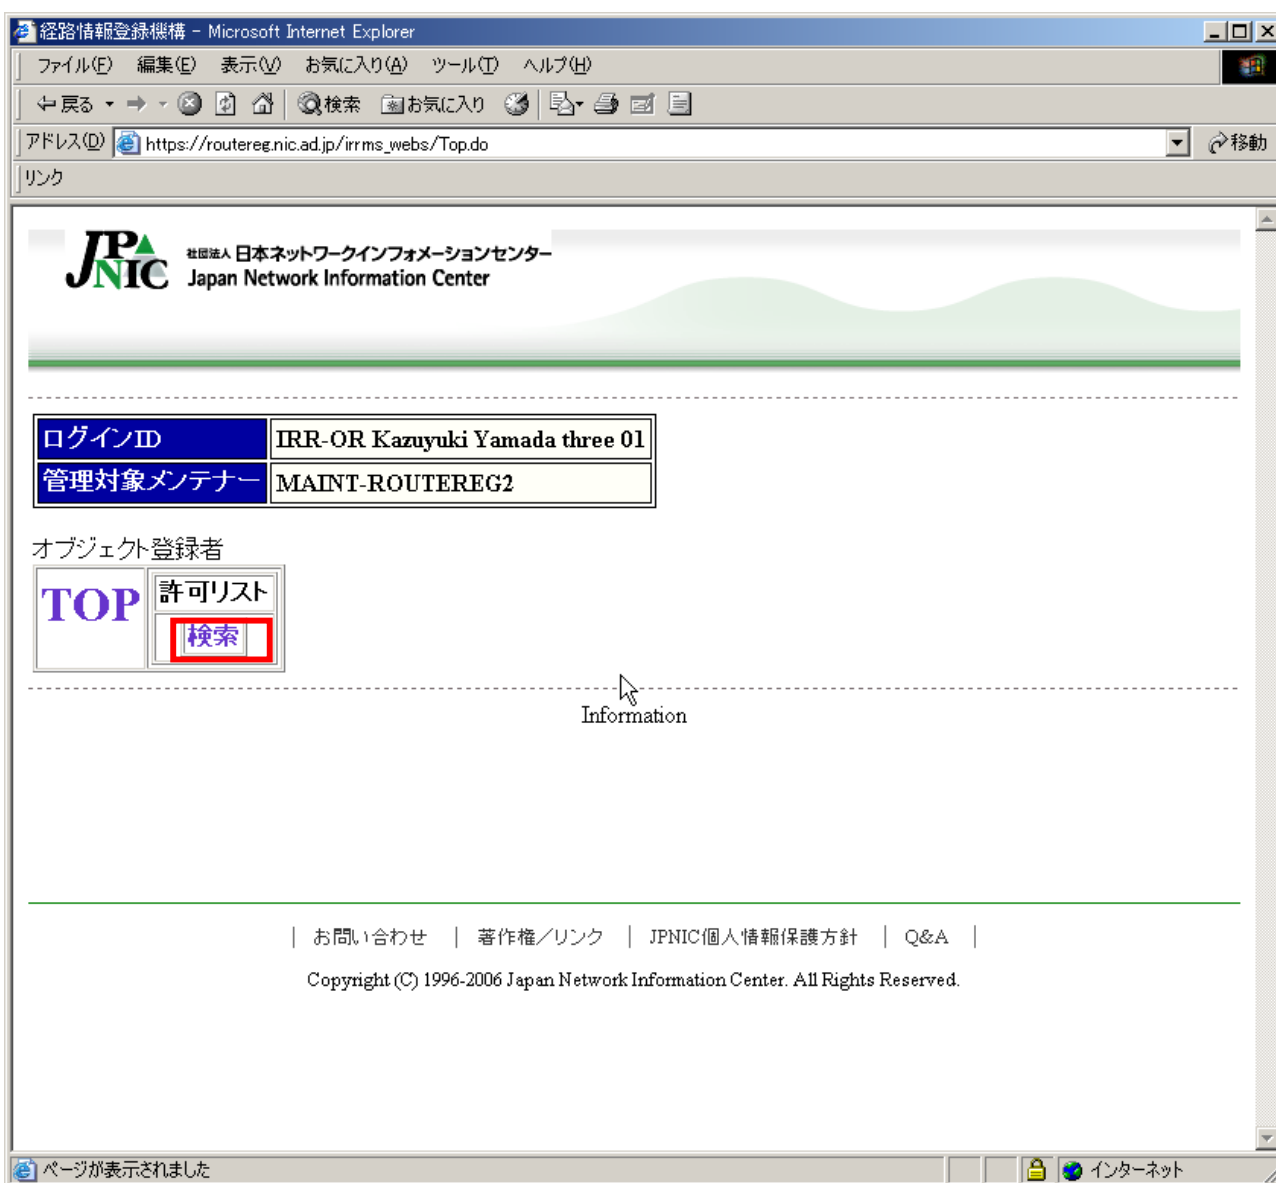 経路情報登録機構 - Microsoft Internet Explorer
ファイル(F) 編集(E) 表示(V) お気に入り(A) ツール(T) ヘルプ(H)
戻る 検索 お気に入り
アドレス(D) https://routereg.nic.ad.jp/irrms_webs/Top.do 移動
リンク
JPNIC 社団法人 日本ネットワークインフォメーションセンター
Japan Network Information Center
ログインID IRR-OR Kazuyuki Yamada three 01
管理対象メンテナー MAINT-ROUTEREG2
オブジェクト登録者
TOP 許可リスト
検索
Information
| お問い合わせ | 著作権／リンク | JPNIC個人情報保護方針 | Q&A |
Copyright (C) 1996-2006 Japan Network Information Center. All Rights Reserved.
ページが表示されました インターネット